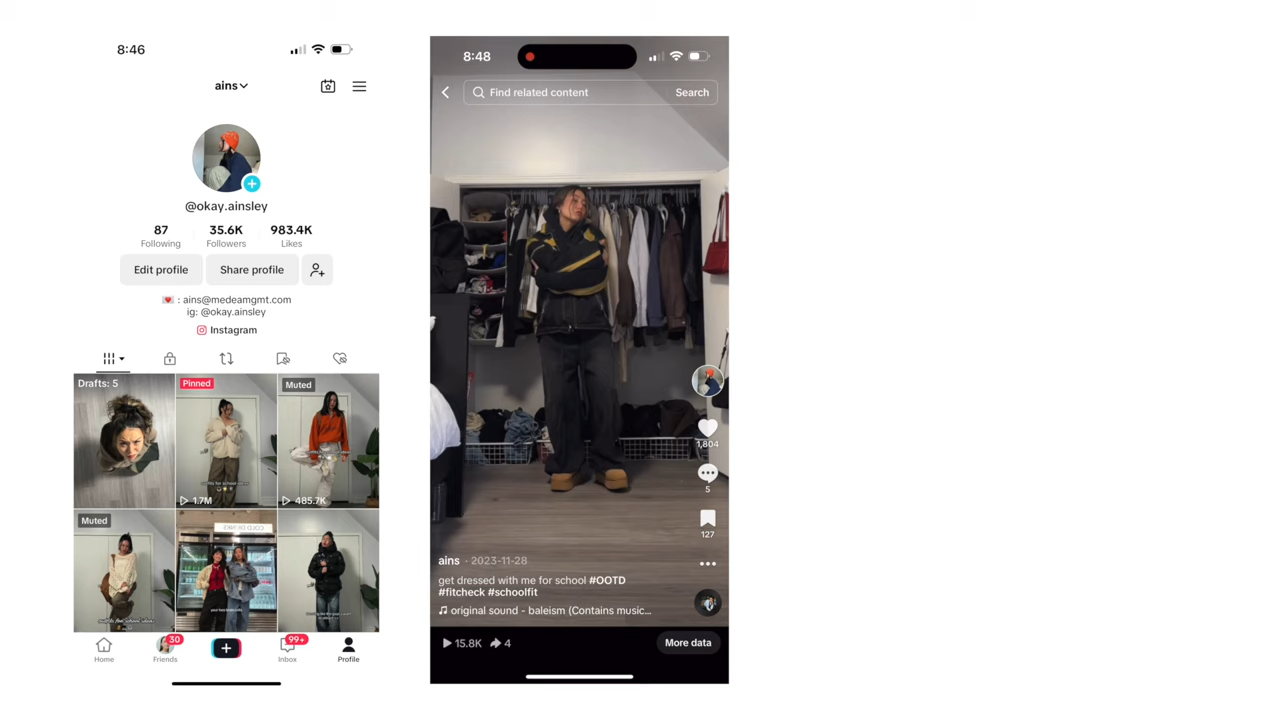 8:46
ains
@okay.ainsley
87
Following
35.6K
Followers
983.4K
Likes
Edit profile
Share profile
: ains@medeamgmt.com
ig: @okay.ainsley
Instagram
Drafts: 5
Pinned
Muted
1.7M
485.7K
Muted
Home
30
Friends
99+
Inbox
Profile
8:48
Find related content
Search
1,804
5
127
ains · 2023-11-28
get dressed with me for school #OOTD
#fitcheck #schoolfit
original sound - baleism (Contains music...
15.8K
4
More data